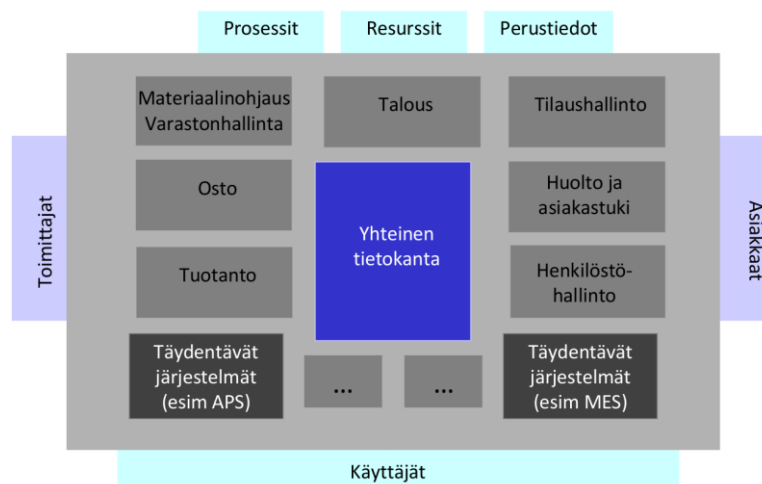 Prosessit
Resurssit
Perustiedot
Materiaalinohjaus
Varastonhallinta
Talous
Tilaushallinto
Toimittajat
Osto
Yhteinen
tietokanta
Huolto ja
asiakastuki
Asiakkaat
Tuotanto
Henkilöstö-
hallinto
Täydentävät
järjestelmät
(esim APS)
...
...
Täydentävät
järjestelmät
(esim MES)
Käyttäjät